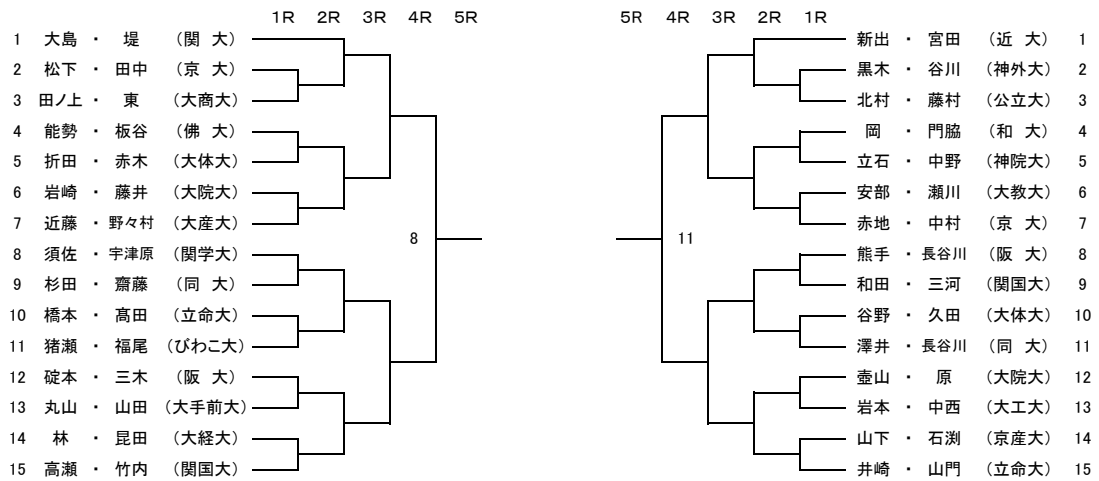 1R 2R 3R 4R 5R 5R 4R 3R 2R 1R
1 大島 ・ 堤 (関 大) 新出 ・ 宮田 (近 大) 1
2 松下 ・ 田中 (京 大) 黒木 ・ 谷川 (神外大) 2
3 田ノ上 ・ 東 (大商大) 北村 ・ 藤村 (公立大) 3
4 能勢 ・ 板谷 (佛 大) 岡 ・ 門脇 (和 大) 4
5 折田 ・ 赤木 (大体大) 立石 ・ 中野 (神院大) 5
6 岩崎 ・ 藤井 (大院大) 安部 ・ 瀬川 (大教大) 6
7 近藤 ・ 野々村 (大産大) 赤地 ・ 中村 (京 大) 7
8 11
8 須佐 ・ 宇津原 (関学大) 熊手 ・ 長谷川 (阪 大) 8
9 杉田 ・ 齋藤 (同 大) 和田 ・ 三河 (関国大) 9
10 橋本 ・ 髙田 (立命大) 谷野 ・ 久田 (大体大) 10
11 猪瀬 ・ 福尾 (びわこ大) 澤井 ・ 長谷川 (同 大) 11
12 碇本 ・ 三木 (阪 大) 壷山 ・ 原 (大院大) 12
13 丸山 ・ 山田 (大手前大) 岩本 ・ 中西 (大工大) 13
14 林 ・ 昆田 (大経大) 山下 ・ 石渕 (京産大) 14
15 高瀬 ・ 竹内 (関国大) 井崎 ・ 山門 (立命大) 15